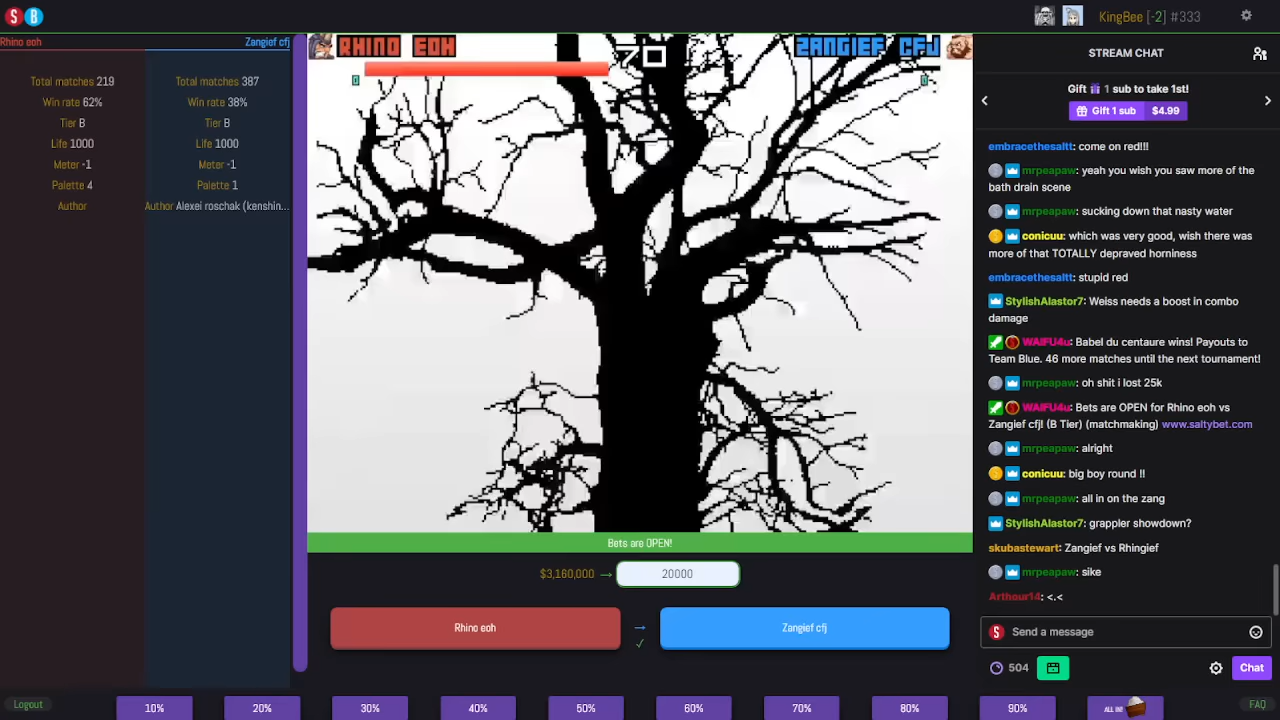 S B
KingBee [-2] #333
Rhino eoh
Zangief cfj
Total matches 219
Win rate 62%
Tier B
Life 1000
Meter -1
Palette 4
Author
Total matches 387
Win rate 38%
Tier B
Life 1000
Meter -1
Palette 1
Author Alexei roschak (kenshin...
RHINO EOH
70
ZANGIEF CFJ
0
0
Bets are OPEN!
$3,160,000 → 20000
Rhino eoh
→
✓
Zangief cfj
Logout
10%
20%
30%
40%
50%
60%
70%
80%
90%
ALL IN!
FAQ
STREAM CHAT
Gift 1 sub to take 1st!
Gift 1 sub $4.99
embracethesaltt: come on red!!!
mrpeapaw: yeah you wish you saw more of the
bath drain scene
mrpeapaw: sucking down that nasty water
conicuu: which was very good, wish there was
more of that TOTALLY depraved horniness
embracethesaltt: stupid red
StylishAlastor7: Weiss needs a boost in combo
damage
WAIFU4u: Babel du centaure wins! Payouts to
Team Blue. 46 more matches until the next tournament!
mrpeapaw: oh shit i lost 25k
WAIFU4u: Bets are OPEN for Rhino eoh vs
Zangief cfj! (B Tier) (matchmaking) www.saltybet.com
mrpeapaw: alright
conicuu: big boy round !!
mrpeapaw: all in on the zang
StylishAlastor7: grappler showdown?
skubastewart: Zangief vs Rhingief
mrpeapaw: sike
Arthour14: <.<
Send a message
504
Chat